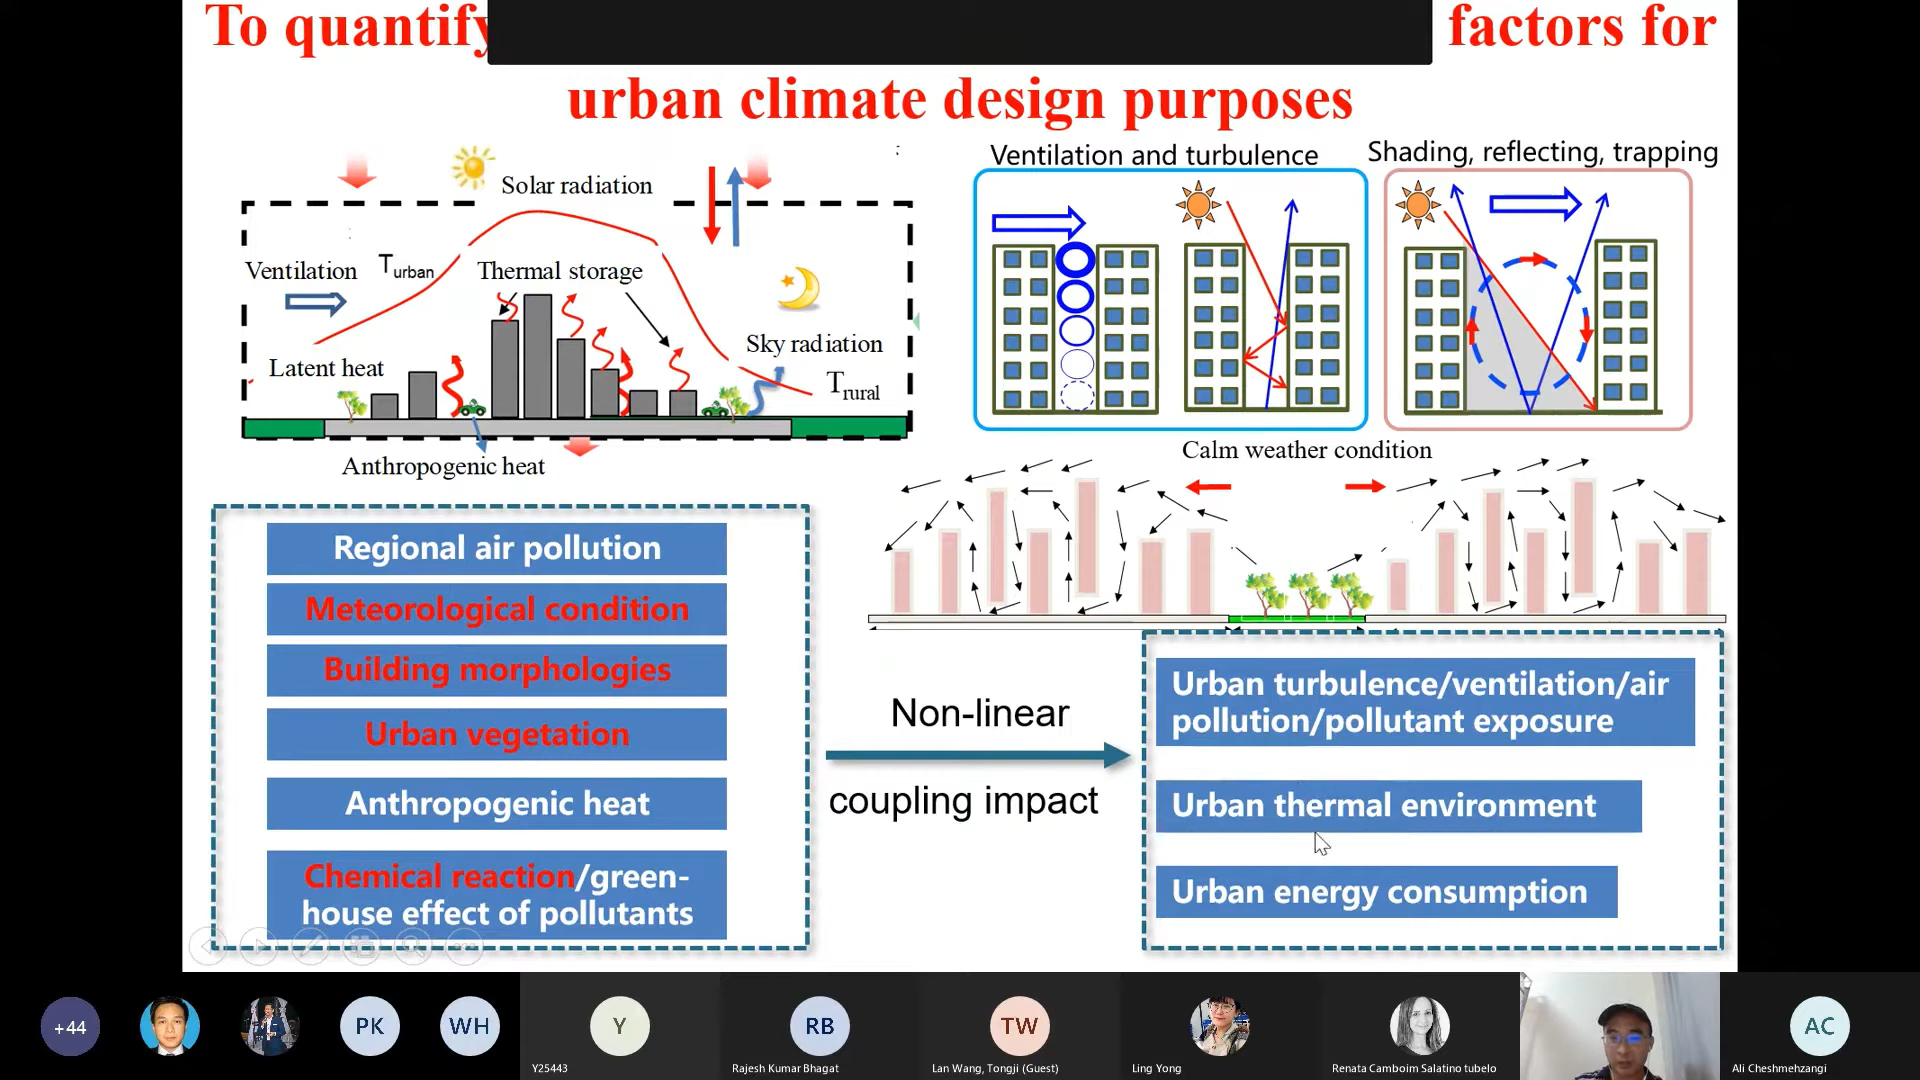 To quantify
factors for
urban climate design purposes
Solar radiation
Ventilation
Turban
Thermal storage
Sky radiation
Latent heat
Trural
Anthropogenic heat
Ventilation and turbulence
Shading, reflecting, trapping
Calm weather condition
Regional air pollution
Meteorological condition
Building morphologies
Urban vegetation
Anthropogenic heat
Chemical reaction/green-
house effect of pollutants
Non-linear
coupling impact
Urban turbulence/ventilation/air
pollution/pollutant exposure
Urban thermal environment
Urban energy consumption
+44
PK
WH
Y
RB
TW
AC
Y25443
Rajesh Kumar Bhagat
Lan Wang, Tongji (Guest)
Ling Yong
Renata Camboim Salatino tubelo
Ali Cheshmehzangi